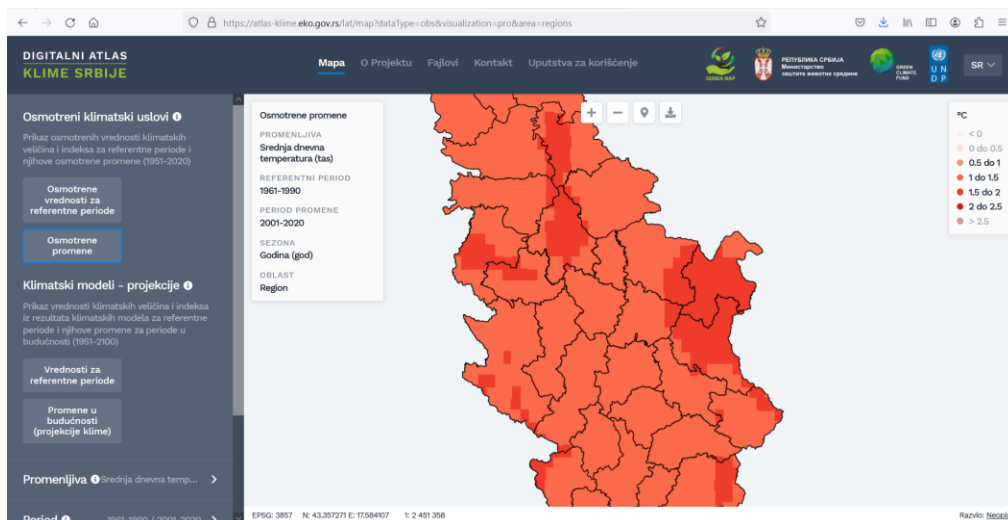 https://atlas-klime.eko.gov.rs/lat/map?dataType=obs&visualization=pro&area=regions
DIGITALNI ATLAS
KLIME SRBIJE
Mapa O Projektu Fajlovi Kontakt Uputstva za korišćenje
SERBIA NAP
РЕПУБЛИКА СРБИЈА
Министарство
заштите животне средине
GREEN
CLIMATE
FUND
U N
D P
SR
Osmotreni klimatski uslovi
Prikaz osmotrenih vrednosti klimatskih
veličina i indeksa za referentne periode i
njihove osmotrene promene (1951-2020)
Osmotrene
vrednosti za
referentne periode
Osmotrene
promene
Klimatski modeli - projekcije
Prikaz vrednosti klimatskih veličina i indeksa
iz rezultata klimatskih modela za referentne
periode i njihove promene za periode u
budućnosti (1951-2100)
Vrednosti za
referentne periode
Promene u
budućnosti
(projekcije klime)
Promenljiva Srednja dnevna temp...
Period 1961-1990 / 2001-2020
Osmotrene promene
PROMENLJIVA
Srednja dnevna
temperatura (tas)
REFERENTNI PERIOD
1961-1990
PERIOD PROMENE
2001-2020
SEZONA
Godina (god)
OBLAST
Region
°C
< 0
0 do 0.5
0.5 do 1
1 do 1.5
1.5 do 2
2 do 2.5
> 2.5
EPSG: 3857 N: 43.357271 E: 17.584107 1: 2 451 358
Razvio: Neopix